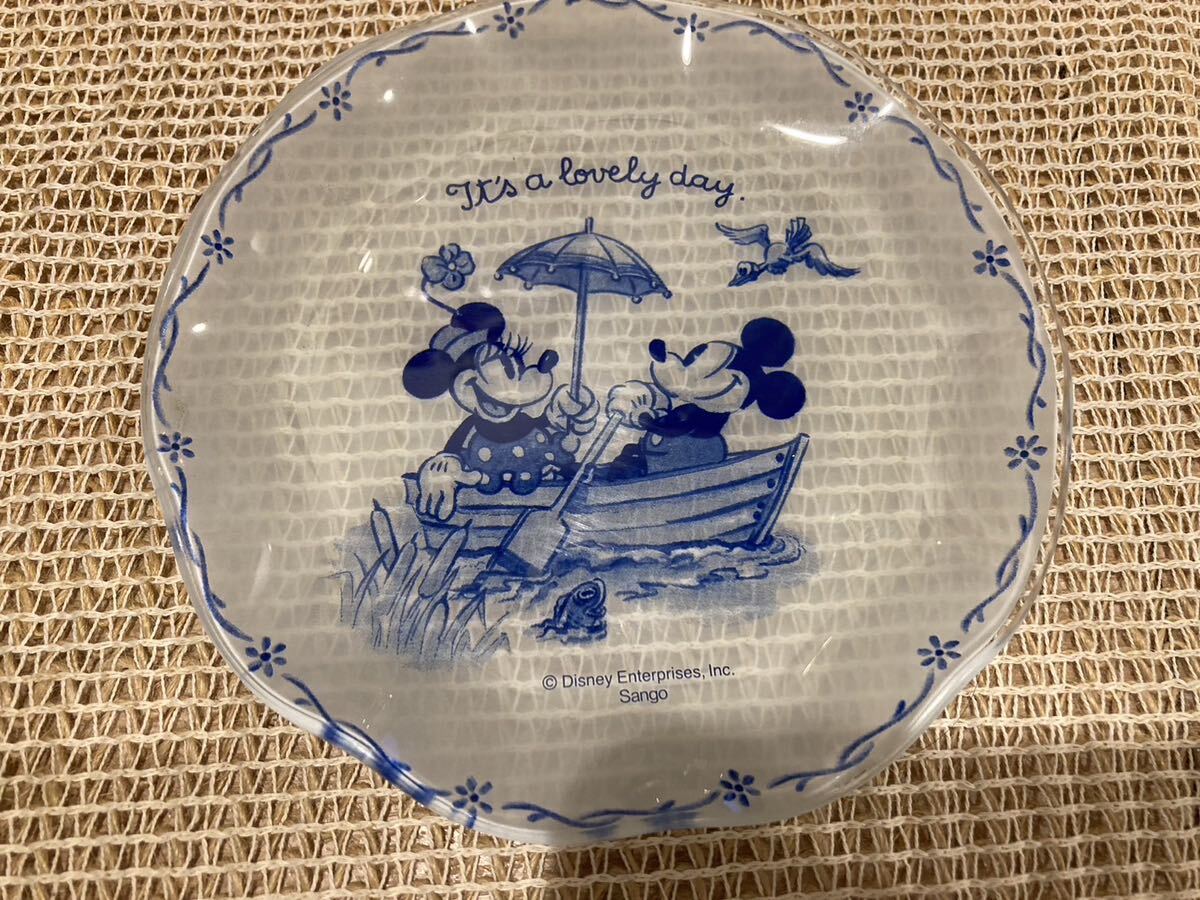 It's a lovely day.
© Disney Enterprises, Inc.
Sango